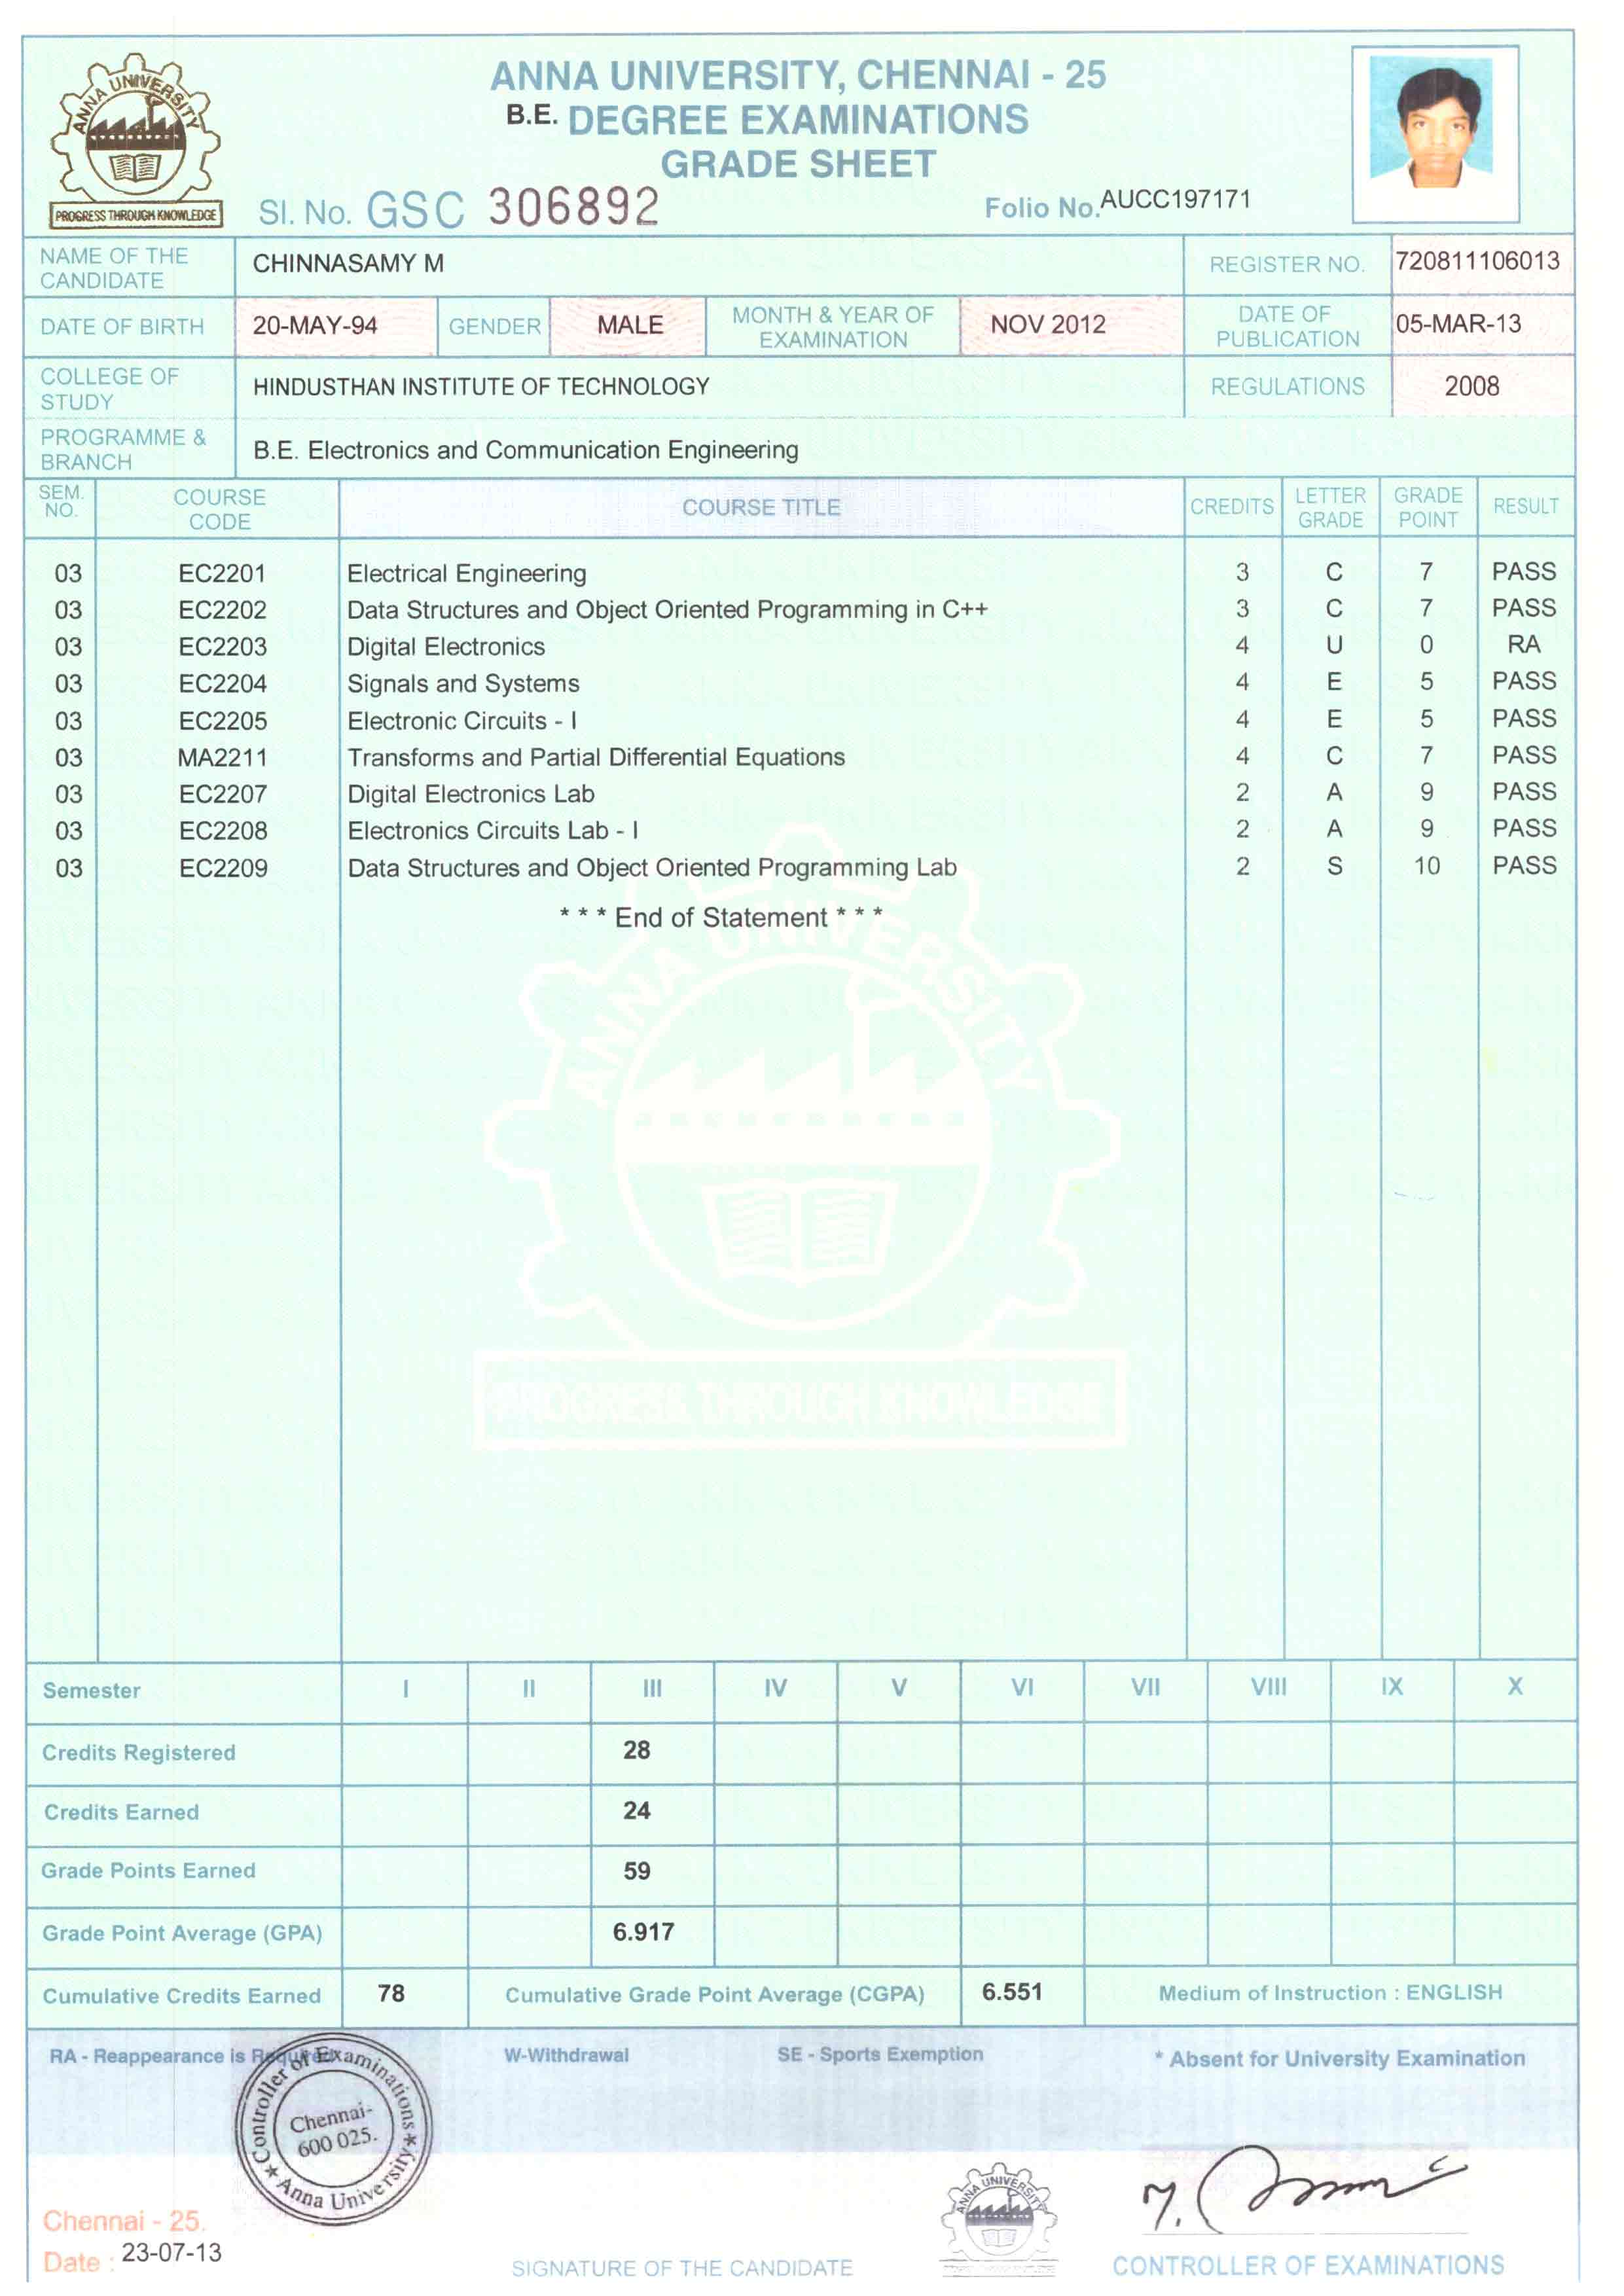 ANNA UNIVERSITY, CHENNAI - 25
B.E. DEGREE EXAMINATIONS
GRADE SHEET
ANNA UNIVERSITY
PROGRESS THROUGH KNOWLEDGE
SI. No. GSC 306892
Folio No. AUCC197171
NAME OF THE CANDIDATE CHINNASAMY M REGISTER NO. 720811106013
DATE OF BIRTH 20-MAY-94 GENDER MALE MONTH & YEAR OF EXAMINATION NOV 2012 DATE OF PUBLICATION 05-MAR-13
COLLEGE OF STUDY HINDUSTHAN INSTITUTE OF TECHNOLOGY REGULATIONS 2008
PROGRAMME & BRANCH B.E. Electronics and Communication Engineering
SEM. NO. COURSE CODE COURSE TITLE CREDITS LETTER GRADE GRADE POINT RESULT
03 EC2201 Electrical Engineering 3 C 7 PASS
03 EC2202 Data Structures and Object Oriented Programming in C++ 3 C 7 PASS
03 EC2203 Digital Electronics 4 U 0 RA
03 EC2204 Signals and Systems 4 E 5 PASS
03 EC2205 Electronic Circuits - I 4 E 5 PASS
03 MA2211 Transforms and Partial Differential Equations 4 C 7 PASS
03 EC2207 Digital Electronics Lab 2 A 9 PASS
03 EC2208 Electronics Circuits Lab - I 2 A 9 PASS
03 EC2209 Data Structures and Object Oriented Programming Lab 2 S 10 PASS
* * * End of Statement * * *
ANNA UNIVERSITY
PROGRESS THROUGH KNOWLEDGE
Semester I II III IV V VI VII VIII IX X
Credits Registered 28
Credits Earned 24
Grade Points Earned 59
Grade Point Average (GPA) 6.917
Cumulative Credits Earned 78 Cumulative Grade Point Average (CGPA) 6.551 Medium of Instruction : ENGLISH
RA - Reappearance is Required W-Withdrawal SE - Sports Exemption * Absent for University Examination
Controller of Examinations * Anna University *
Chennai-
600 025.
ANNA UNIVERSITY
Chennai - 25.
Date : 23-07-13
SIGNATURE OF THE CANDIDATE
CONTROLLER OF EXAMINATIONS